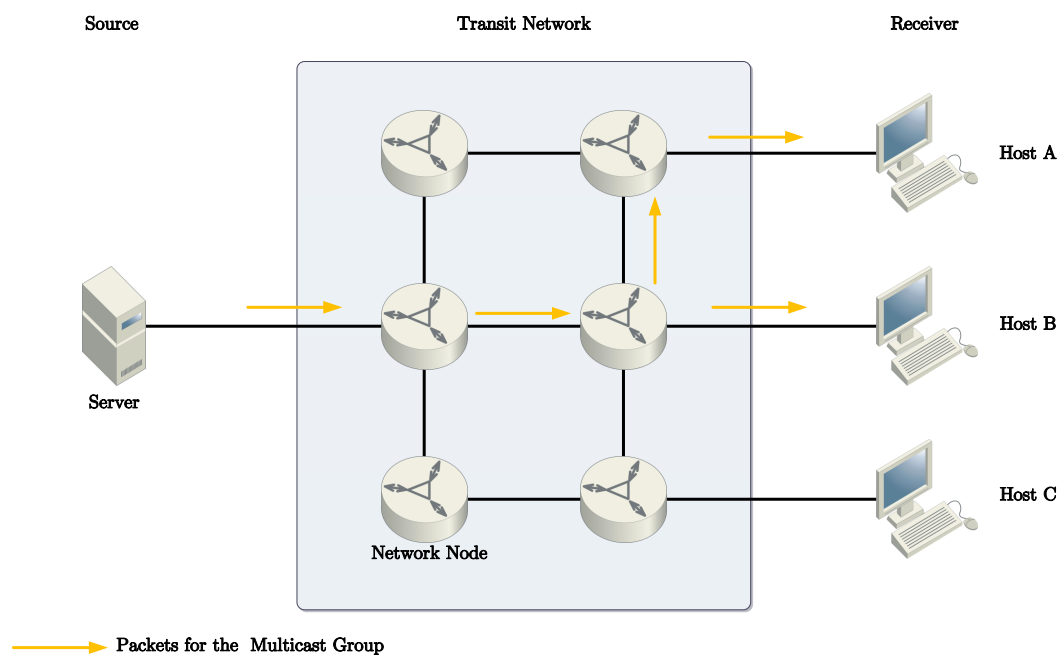 Source
Transit Network
Receiver
Host A
Host B
Server
Host C
Network Node
Packets for the Multicast Group